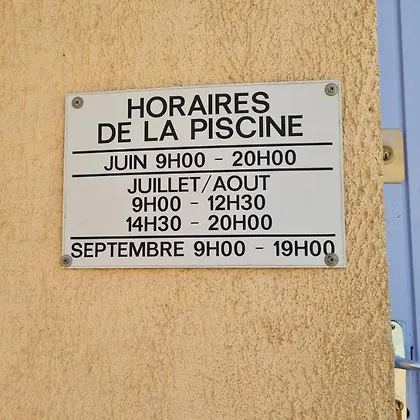 HORAIRES
DE LA PISCINE
JUIN 9H00 - 20H00
JUILLET/AOUT
9H00 - 12H30
14H30 - 20H00
SEPTEMBRE 9H00 - 19H00